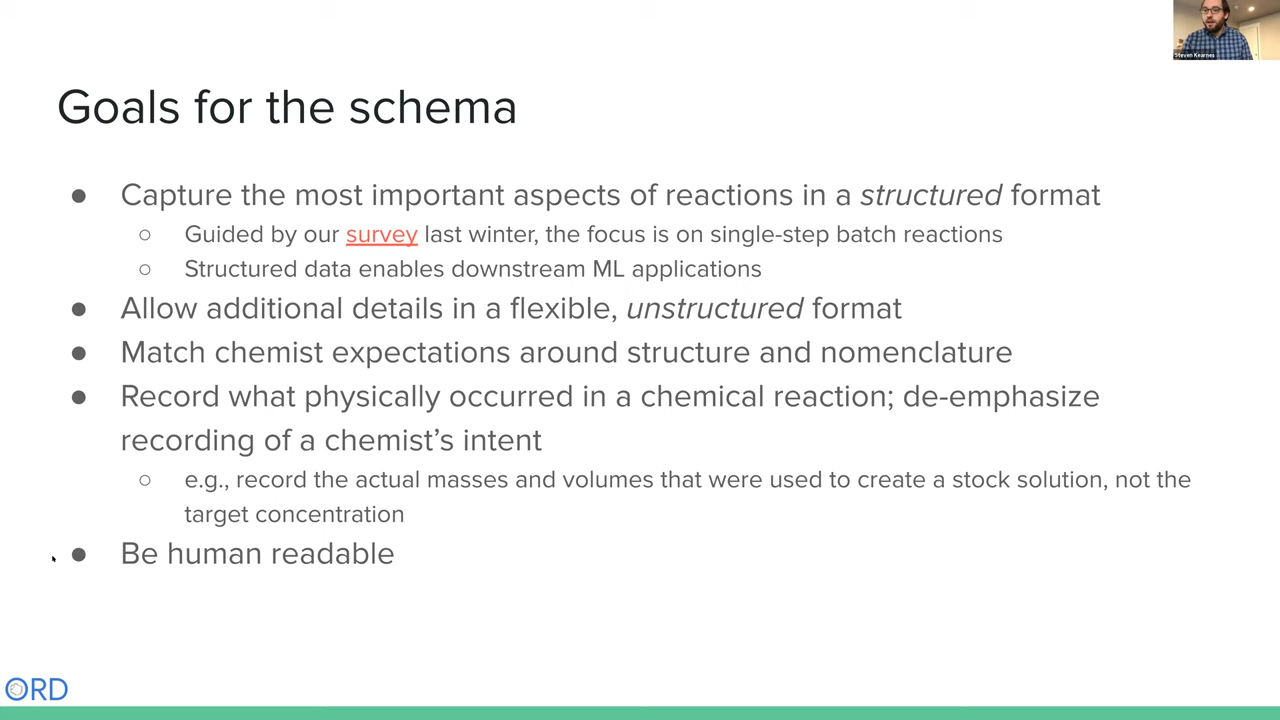 Steven Kearnes
Goals for the schema
● Capture the most important aspects of reactions in a structured format
○ Guided by our survey last winter, the focus is on single-step batch reactions
○ Structured data enables downstream ML applications
● Allow additional details in a flexible, unstructured format
● Match chemist expectations around structure and nomenclature
● Record what physically occurred in a chemical reaction; de-emphasize
recording of a chemist’s intent
○ e.g., record the actual masses and volumes that were used to create a stock solution, not the
target concentration
● Be human readable
ORD